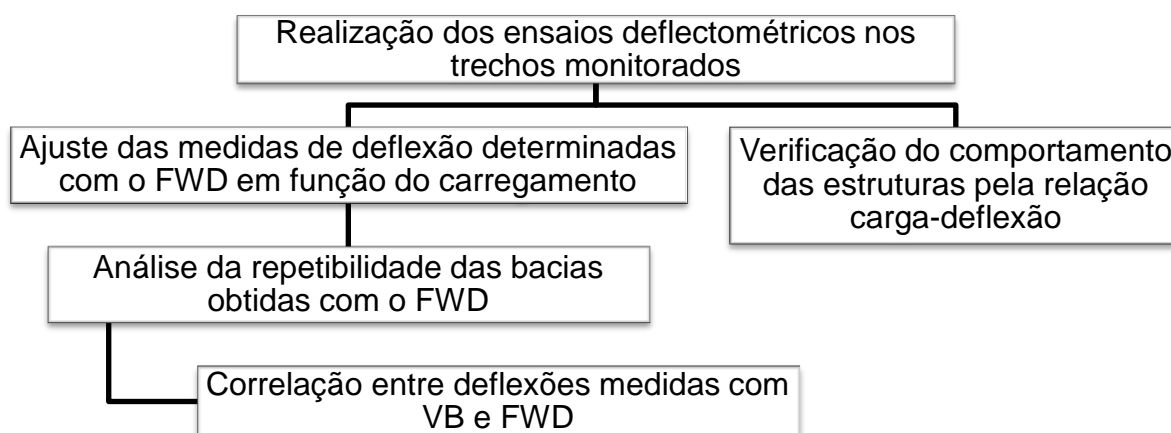 Realização dos ensaios deflectométricos nos
trechos monitorados
Ajuste das medidas de deflexão determinadas
com o FWD em função do carregamento
Verificação do comportamento
das estruturas pela relação
carga-deflexão
Análise da repetibilidade das bacias
obtidas com o FWD
Correlação entre deflexões medidas com
VB e FWD